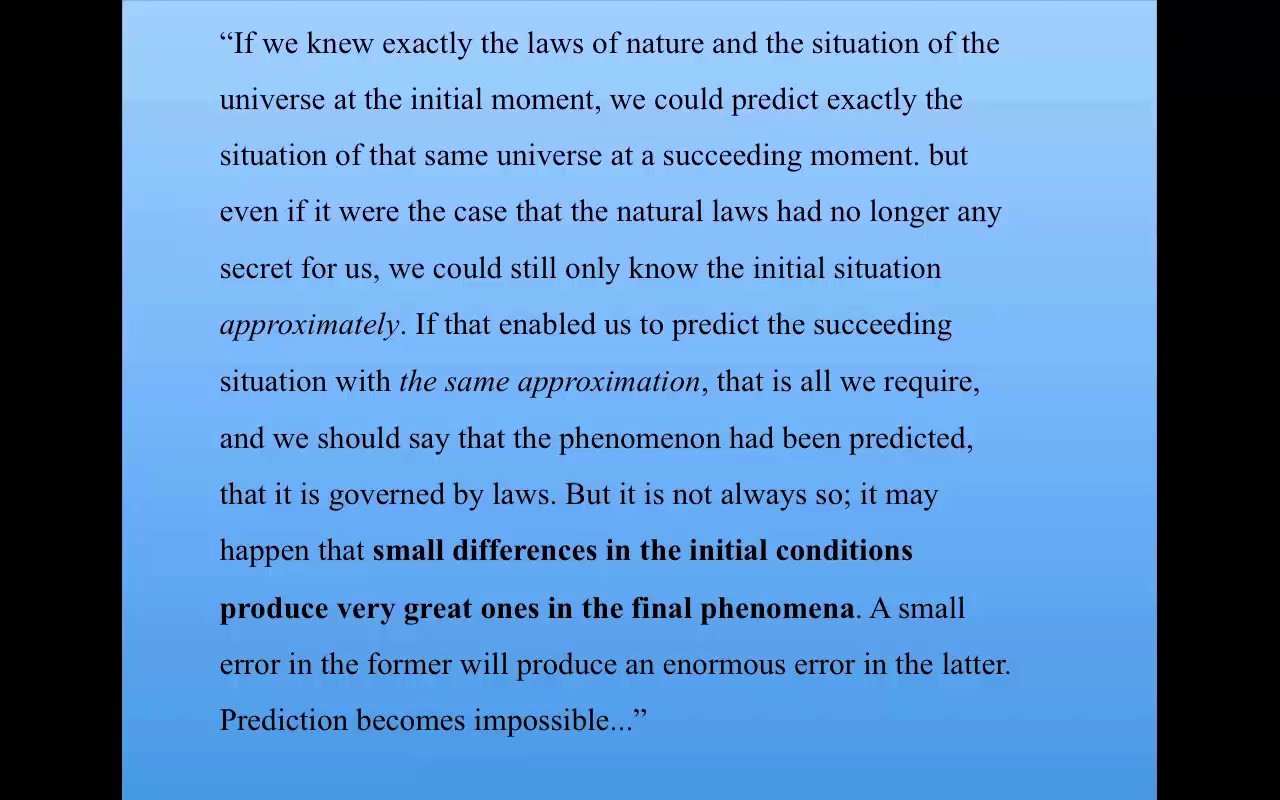 “If we knew exactly the laws of nature and the situation of the
universe at the initial moment, we could predict exactly the
situation of that same universe at a succeeding moment. but
even if it were the case that the natural laws had no longer any
secret for us, we could still only know the initial situation
approximately. If that enabled us to predict the succeeding
situation with the same approximation, that is all we require,
and we should say that the phenomenon had been predicted,
that it is governed by laws. But it is not always so; it may
happen that small differences in the initial conditions
produce very great ones in the final phenomena. A small
error in the former will produce an enormous error in the latter.
Prediction becomes impossible...”